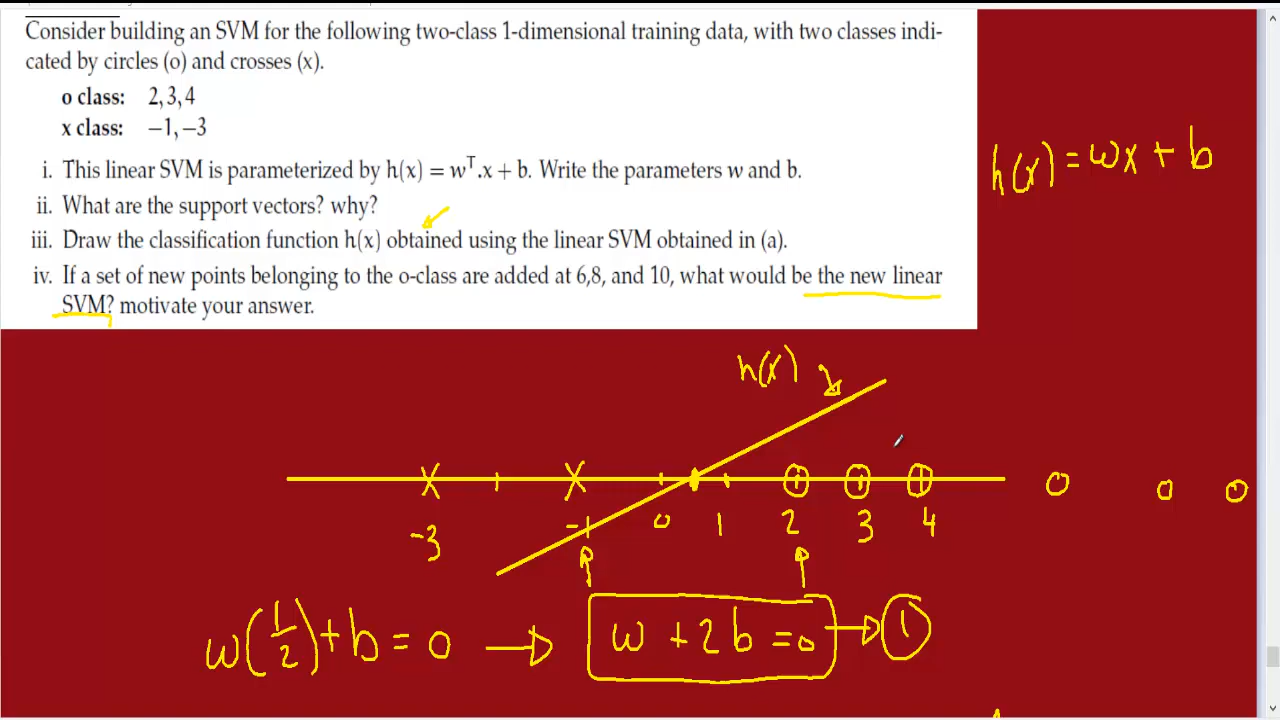 Consider building an SVM for the following two-class 1-dimensional training data, with two classes indi-
cated by circles (o) and crosses (x).
o class: 2,3,4
x class: −1,−3
i. This linear SVM is parameterized by h(x) = wᵀ.x + b. Write the parameters w and b.
ii. What are the support vectors? why?
iii. Draw the classification function h(x) obtained using the linear SVM obtained in (a).
iv. If a set of new points belonging to the o-class are added at 6,8, and 10, what would be the new linear
SVM? motivate your answer.
h(x) = wx + b
h(x)
x x o o o o o o
-3 -1 0 1 2 3 4
w(1/2) + b = 0 → w + 2b = 0 → 1